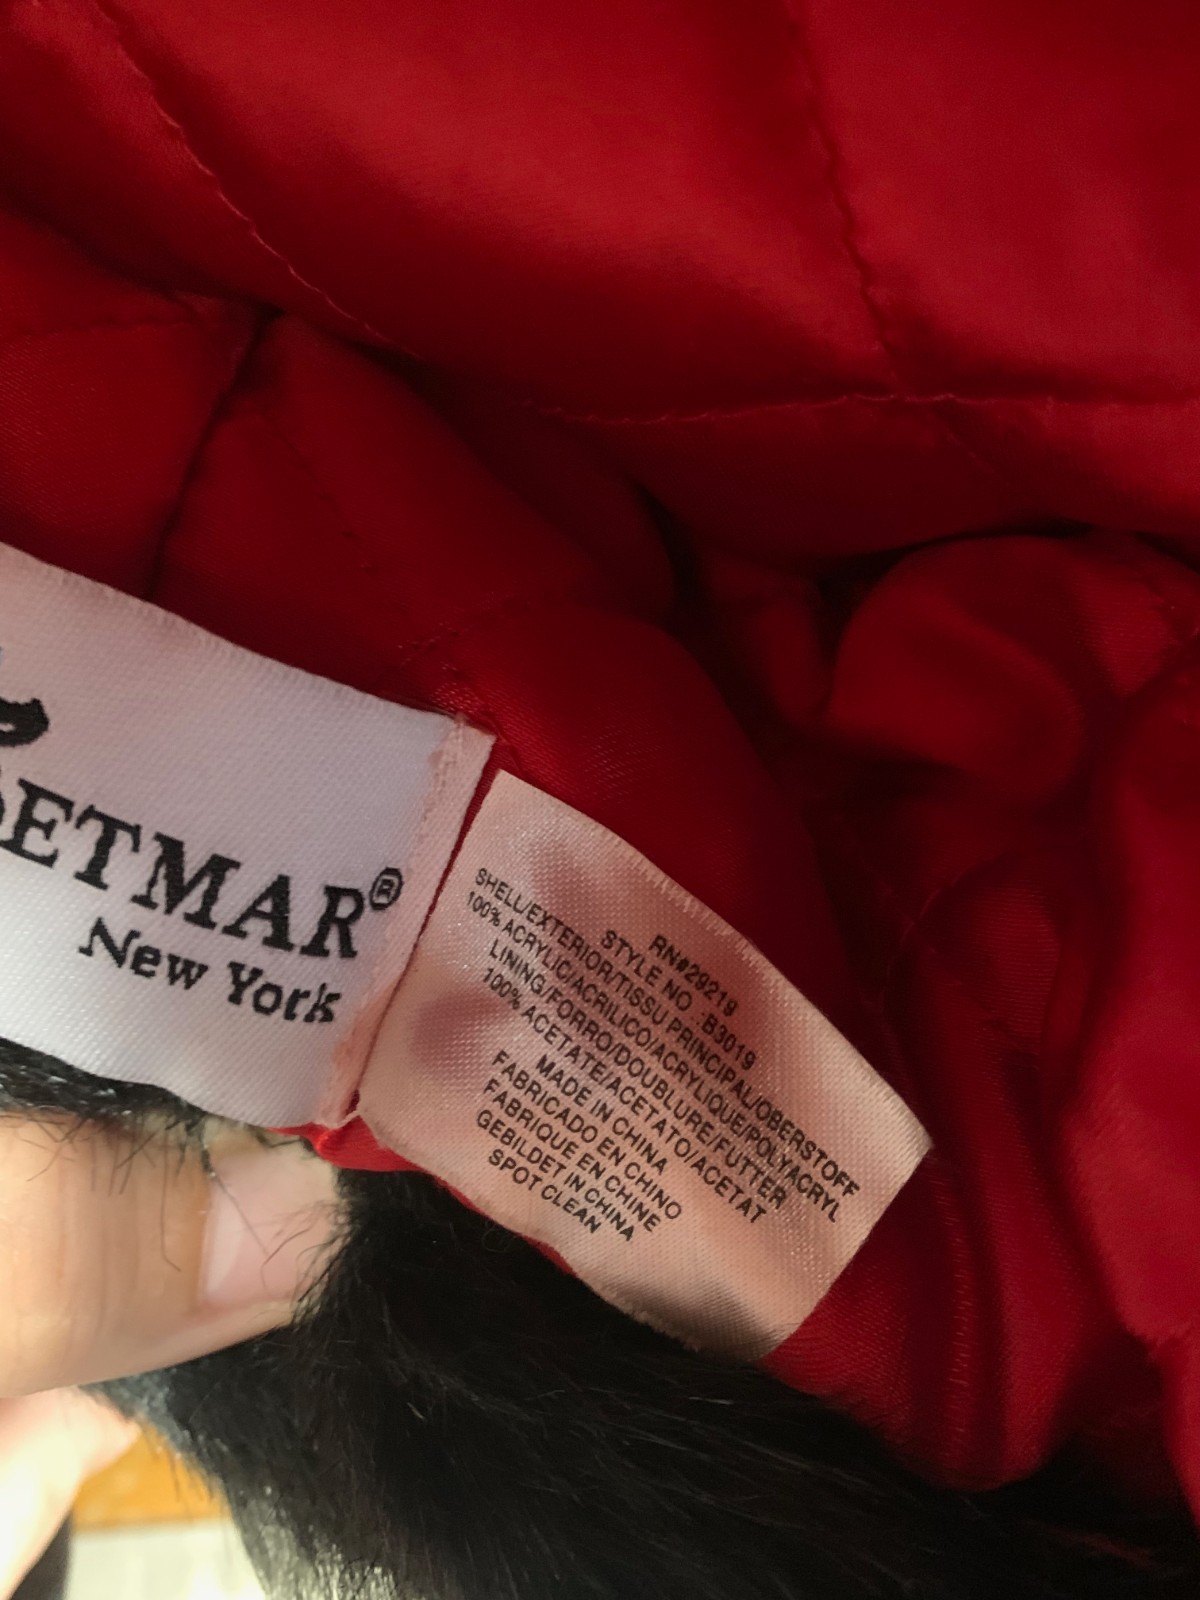 BETMAR®
New York
RN#29219
STYLE NO :B3019
SHELL/EXTERIOR/TISSU PRINCIPAL/OBERSTOFF
100% ACRYLIC/ACRILICO/ACRYLIQUE/POLYACRYL
LINING/FORRO/DOUBLURE/FUTTER
100% ACETATE/ACETATO/ACETAT
MADE IN CHINA
FABRICADO EN CHINO
FABRIQUE EN CHINE
GEBILDET IN CHINA
SPOT CLEAN